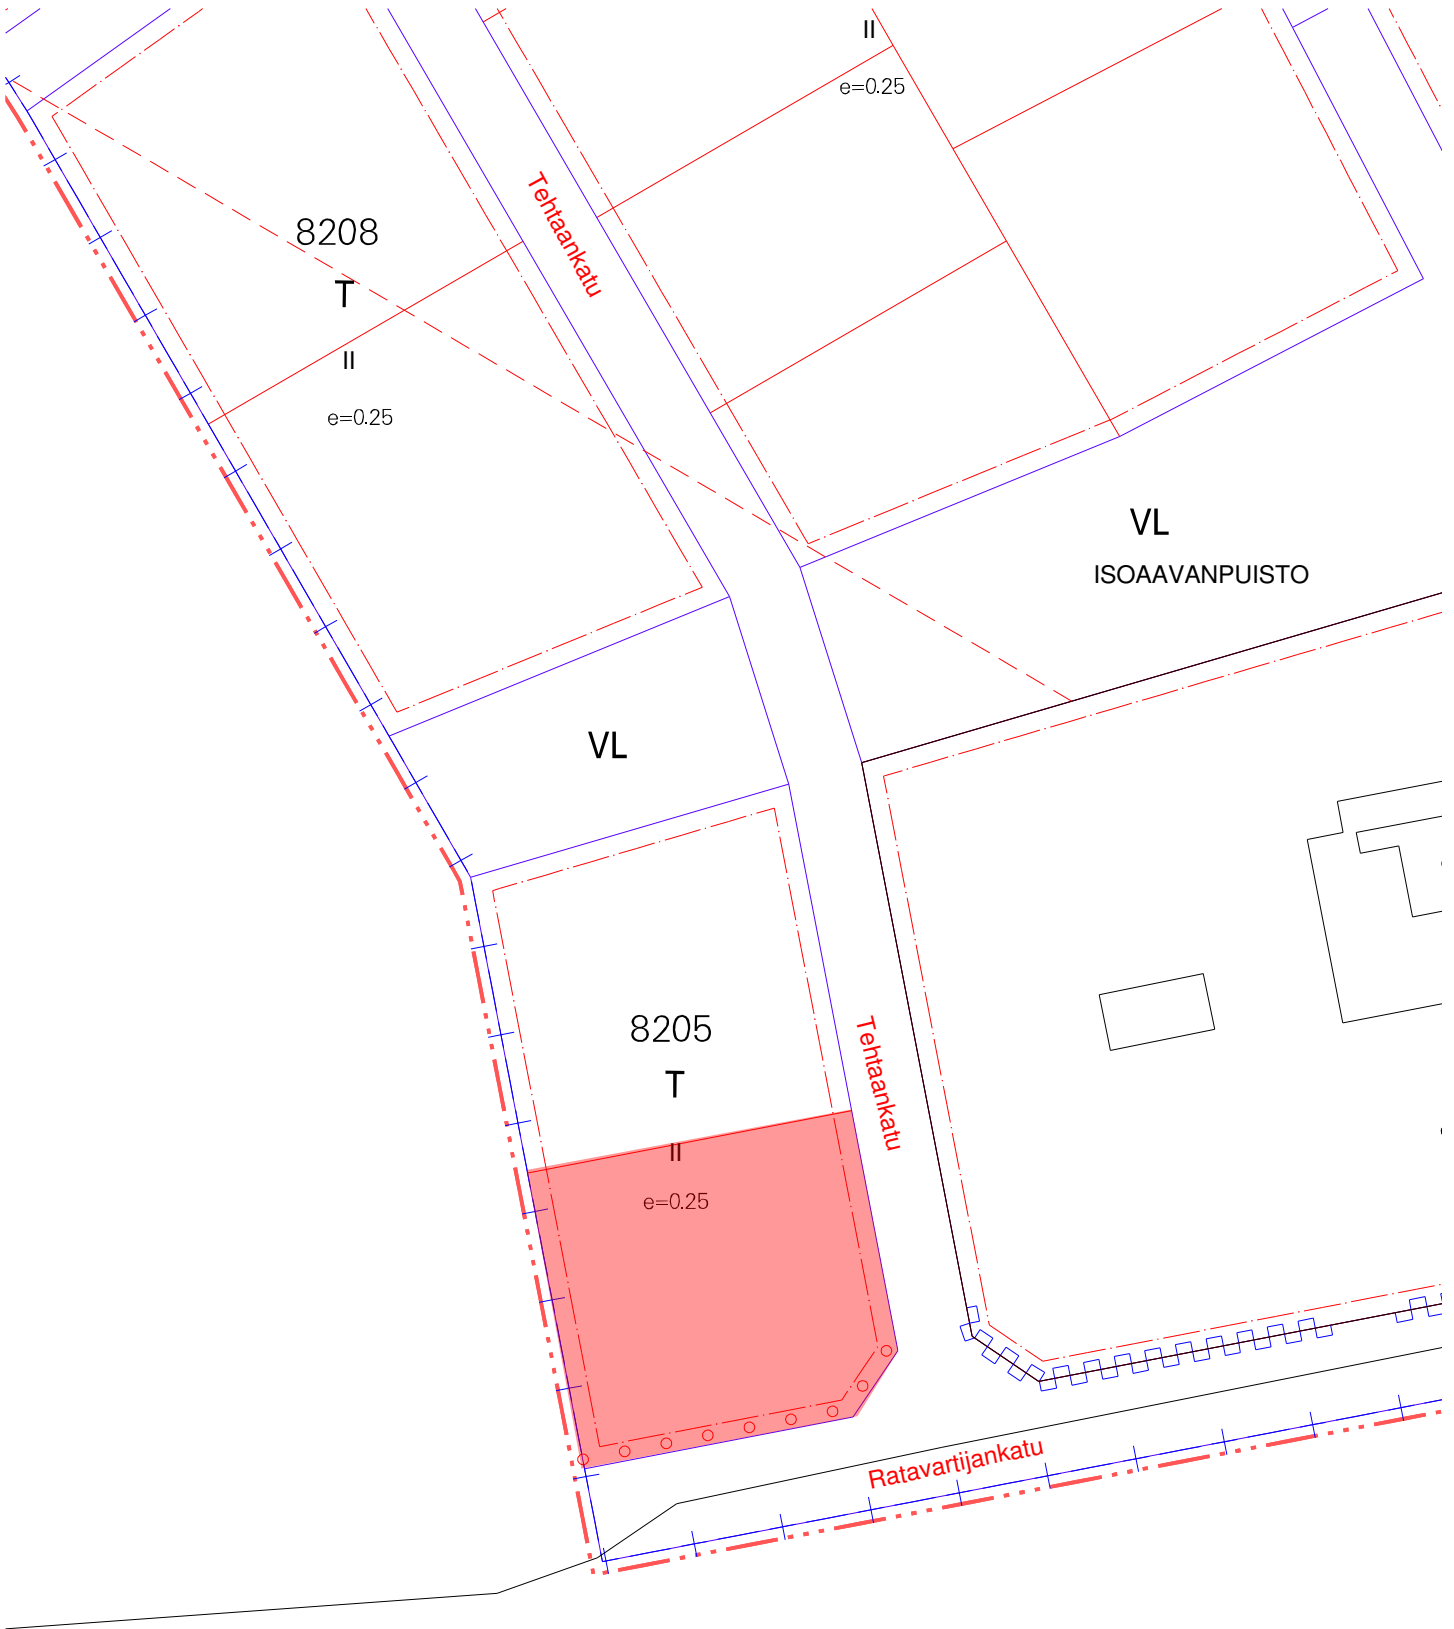 II
e=0.25
Tehtaankatu
8208
T
II
e=0.25
VL
ISOAAVANPUISTO
VL
8205
T
Tehtaankatu
II
e=0.25
Ratavartijankatu